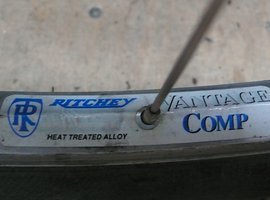 R RITCHEY VANTAGE
HEAT TREATED ALLOY COMP